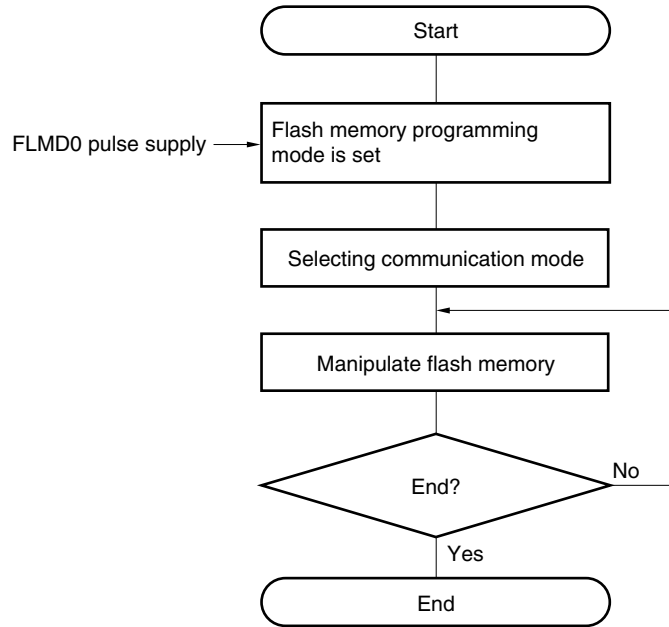 Start
FLMD0 pulse supply
Flash memory programming
mode is set
Selecting communication mode
Manipulate flash memory
End?
No
Yes
End